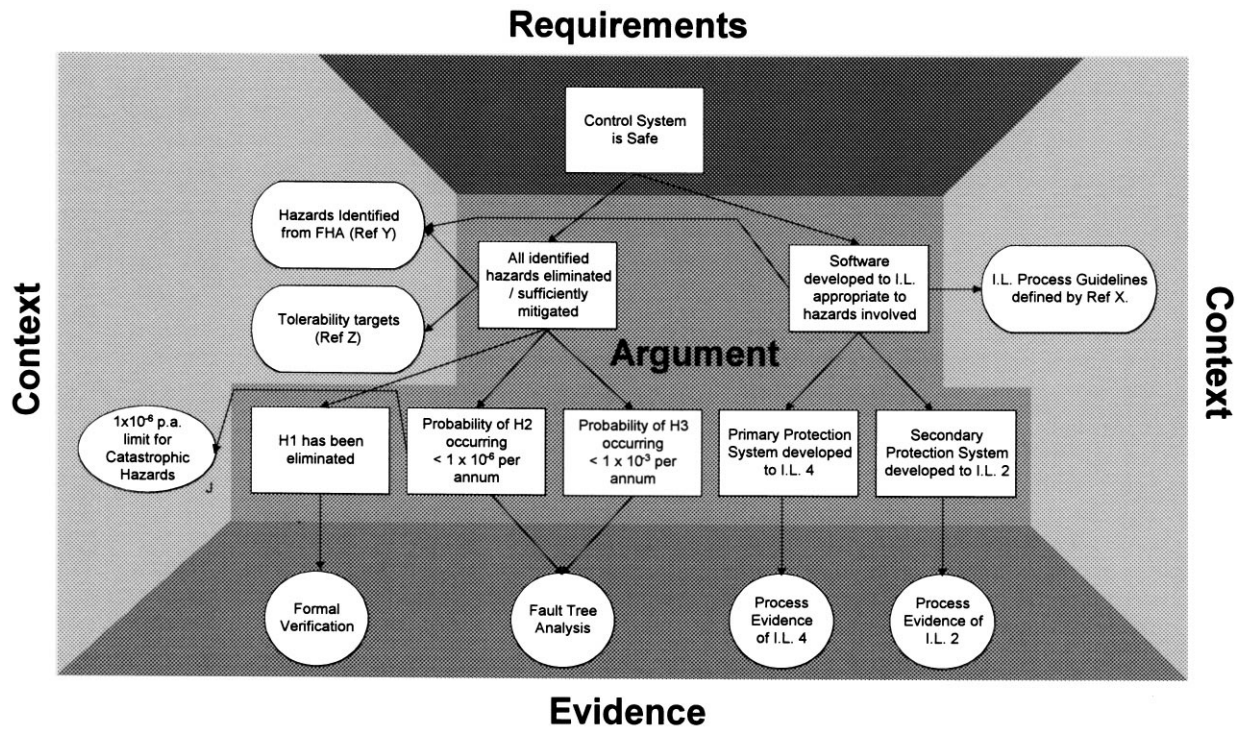 Requirements
Control System
is Safe
Hazards Identified
from FHA (Ref Y)
All identified
hazards eliminated
/ sufficiently
mitigated
Software
developed to I.L.
appropriate to
hazards involved
I.L. Process Guidelines
defined by Ref X.
Tolerability targets
(Ref Z)
Context
Argument
Context
1x10⁻⁶ p.a.
limit for
Catastrophic
Hazards
J
H1 has been
eliminated
Probability of H2
occurring
< 1 x 10⁻⁶ per
annum
Probability of H3
occurring
< 1 x 10⁻³ per
annum
Primary Protection
System developed
to I.L. 4
Secondary
Protection System
developed to I.L. 2
Formal
Verification
Fault Tree
Analysis
Process
Evidence
of I.L. 4
Process
Evidence of
I.L. 2
Evidence